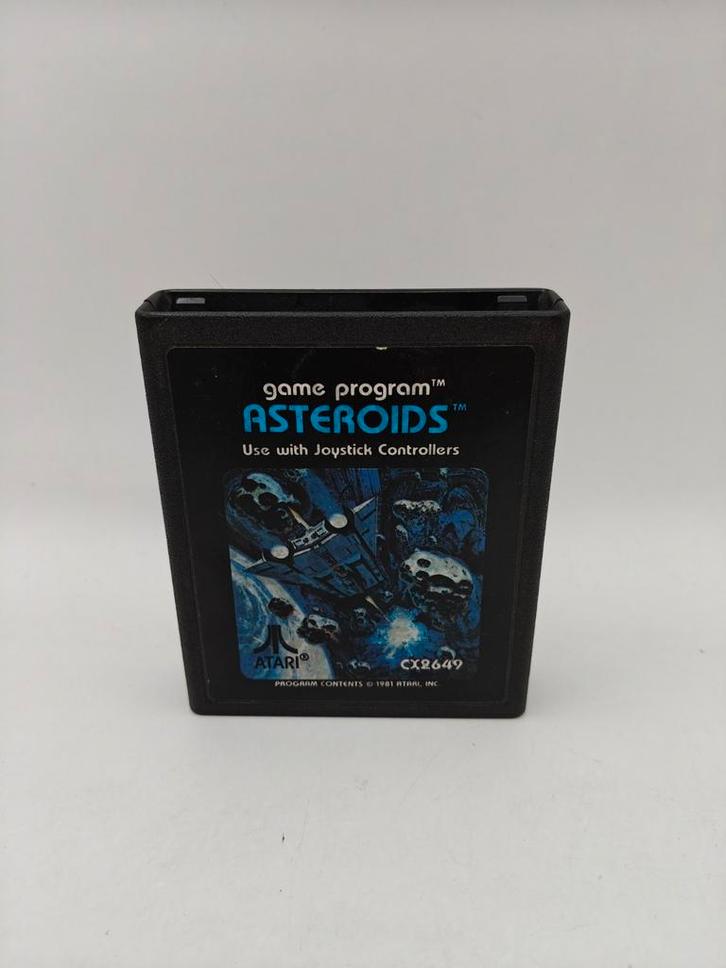 game program™
ASTEROIDS™
Use with Joystick Controllers
ATARI®
CX2649
PROGRAM CONTENTS © 1981 ATARI, INC.